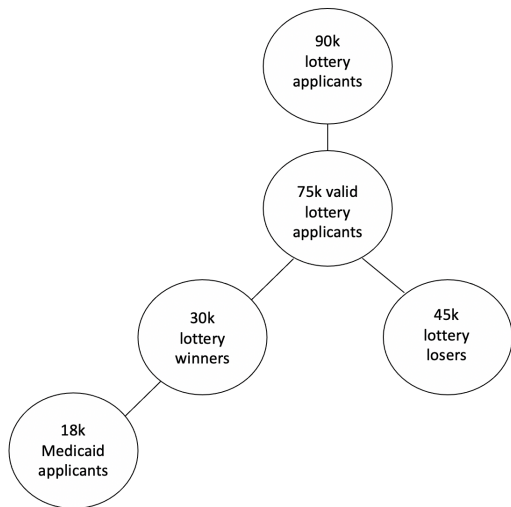 90k
lottery
applicants
75k valid
lottery
applicants
30k
lottery
winners
45k
lottery
losers
18k
Medicaid
applicants